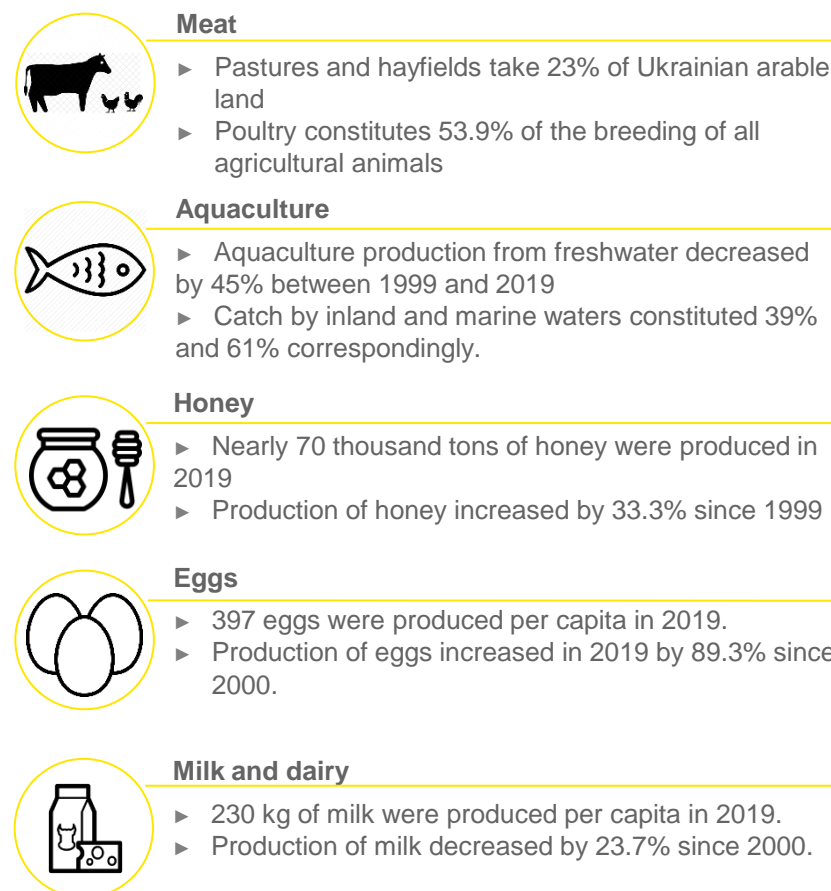 Meat
► Pastures and hayfields take 23% of Ukrainian arable
land
► Poultry constitutes 53.9% of the breeding of all
agricultural animals
Aquaculture
► Aquaculture production from freshwater decreased
by 45% between 1999 and 2019
► Catch by inland and marine waters constituted 39%
and 61% correspondingly.
Honey
► Nearly 70 thousand tons of honey were produced in
2019
► Production of honey increased by 33.3% since 1999
Eggs
► 397 eggs were produced per capita in 2019.
► Production of eggs increased in 2019 by 89.3% since
2000.
Milk and dairy
► 230 kg of milk were produced per capita in 2019.
► Production of milk decreased by 23.7% since 2000.